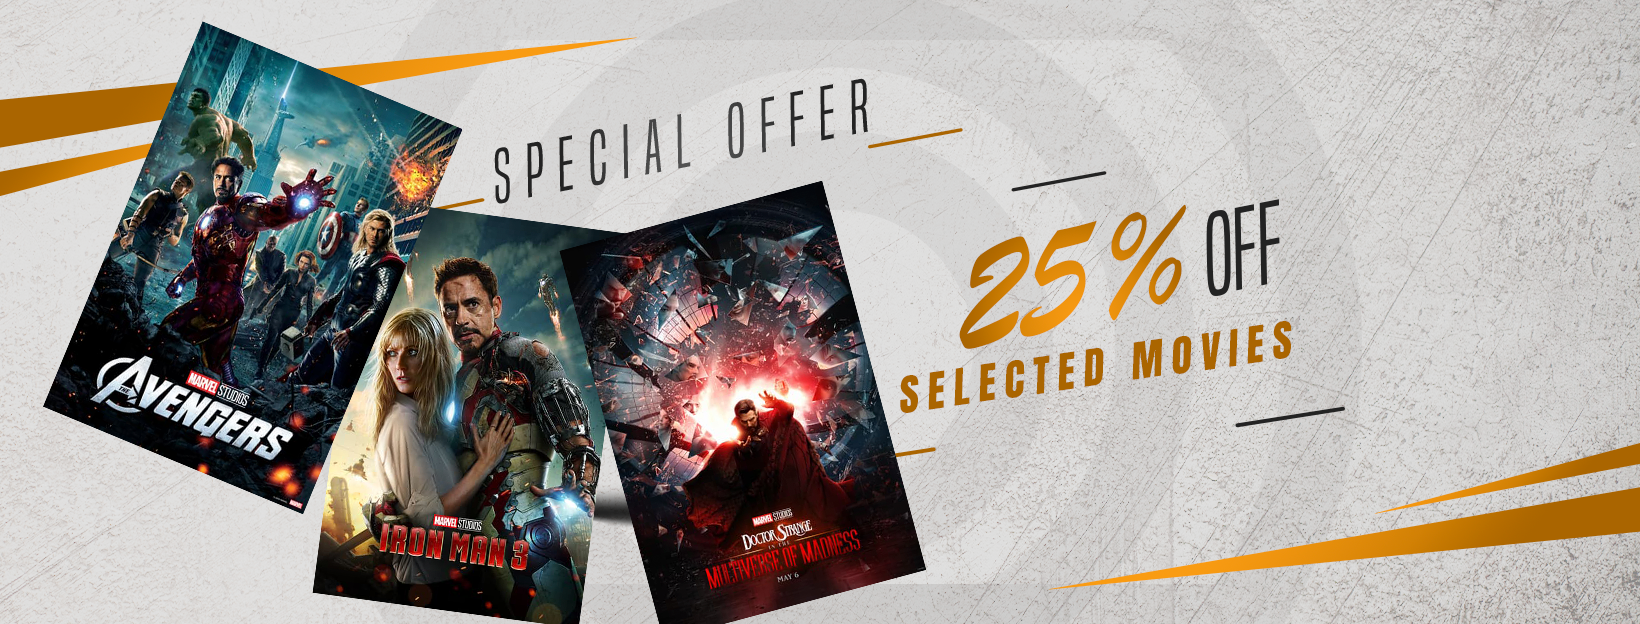 SPECIAL OFFER
25% OFF
SELECTED MOVIES
MARVEL STUDIOS
AVENGERS
MARVEL STUDIOS
IRON MAN 3
MARVEL STUDIOS
DOCTOR STRANGE
IN THE
MULTIVERSE OF MADNESS
MAY 6